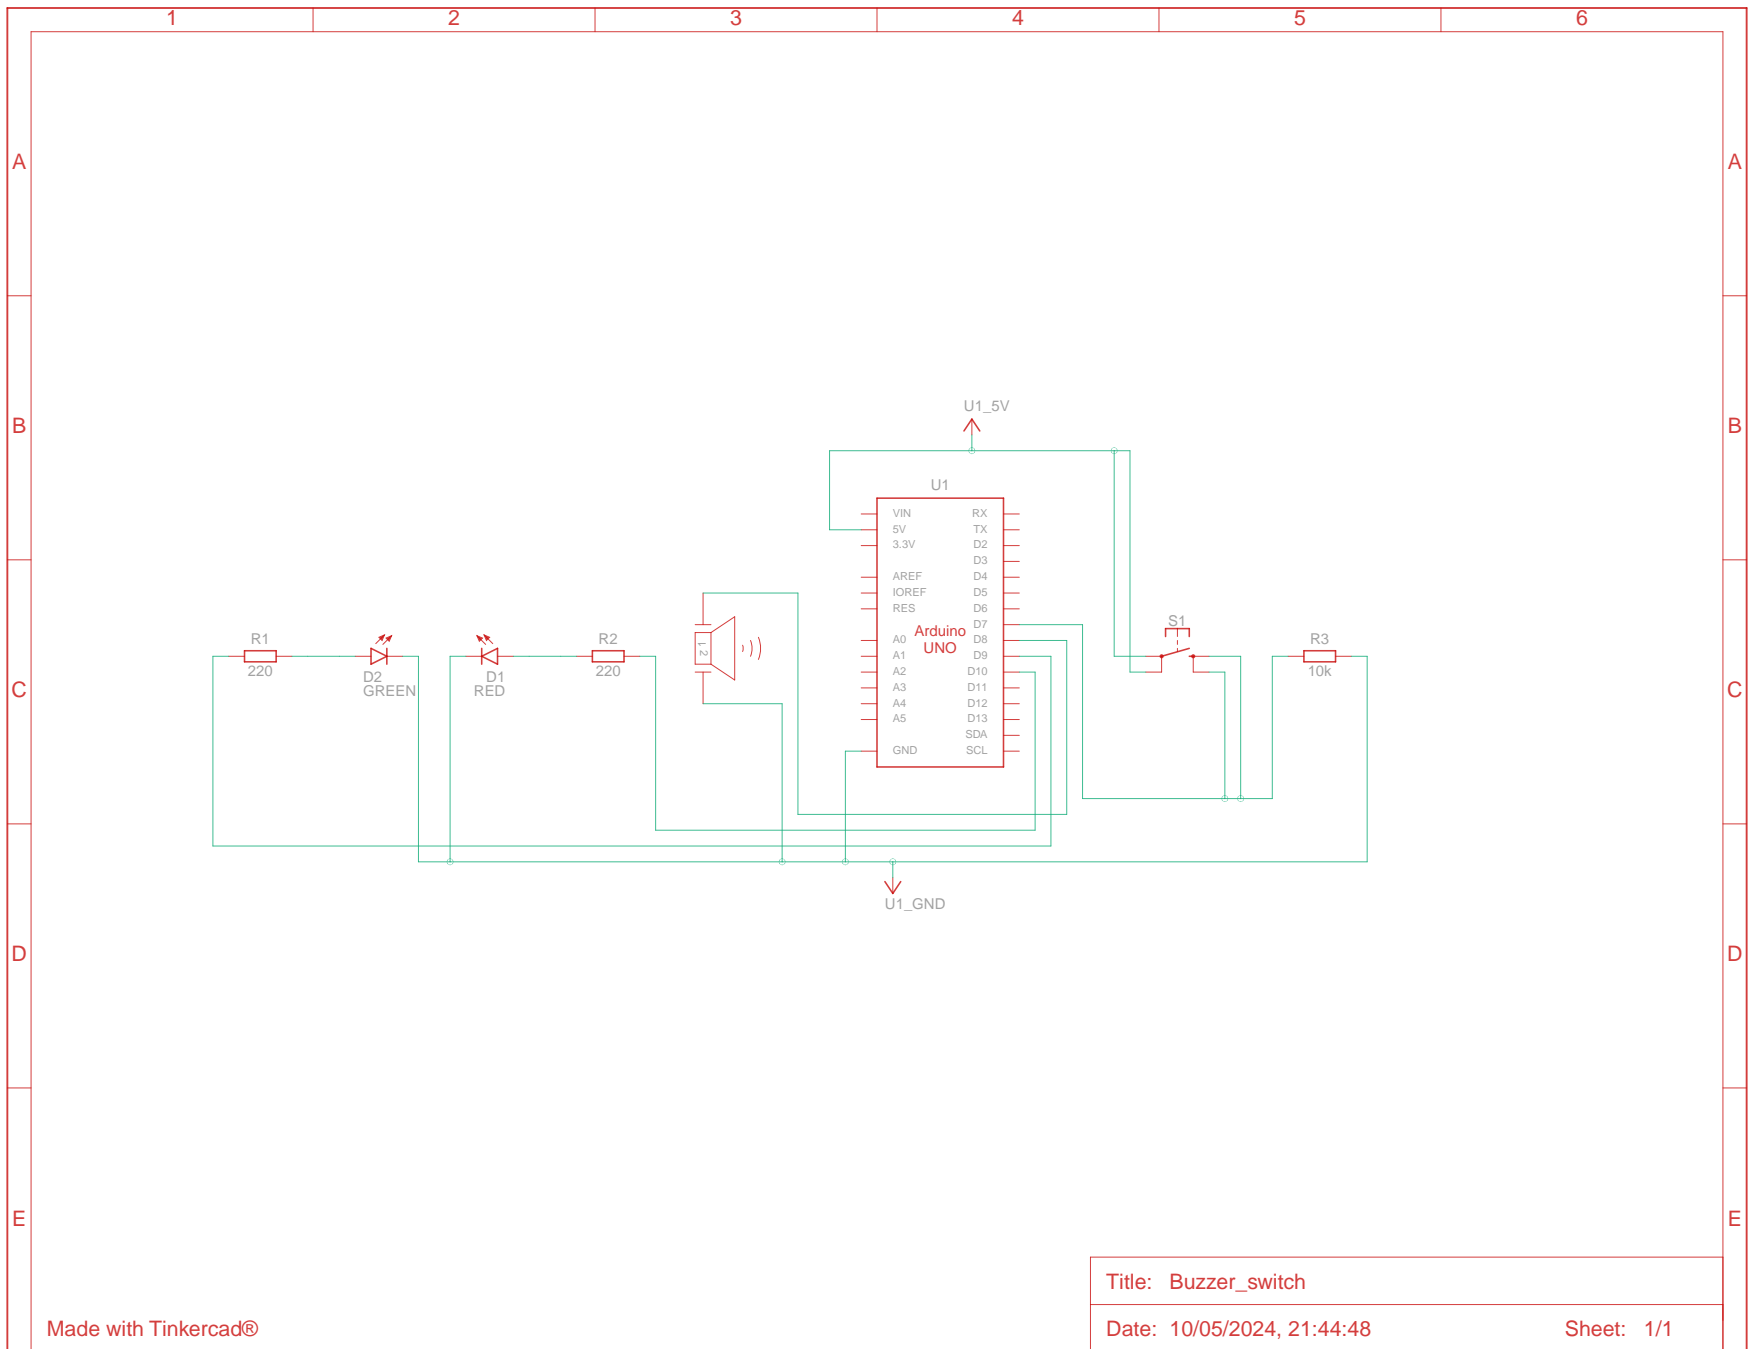 1 2 3 4 5 6
A A
B B
C C
D D
E E
U1_5V
U1
VIN RX
5V TX
3.3V D2
D3
AREF D4
IOREF D5
RES D6
D7
Arduino
UNO
A0 D8
A1 D9
A2 D10
A3 D11
A4 D12
A5 D13
SDA
GND SCL
R1
220
D2
GREEN
D1
RED
R2
220
1 2
S1
R3
10k
U1_GND
Title: Buzzer_switch
Date: 10/05/2024, 21:44:48 Sheet: 1/1
Made with Tinkercad®